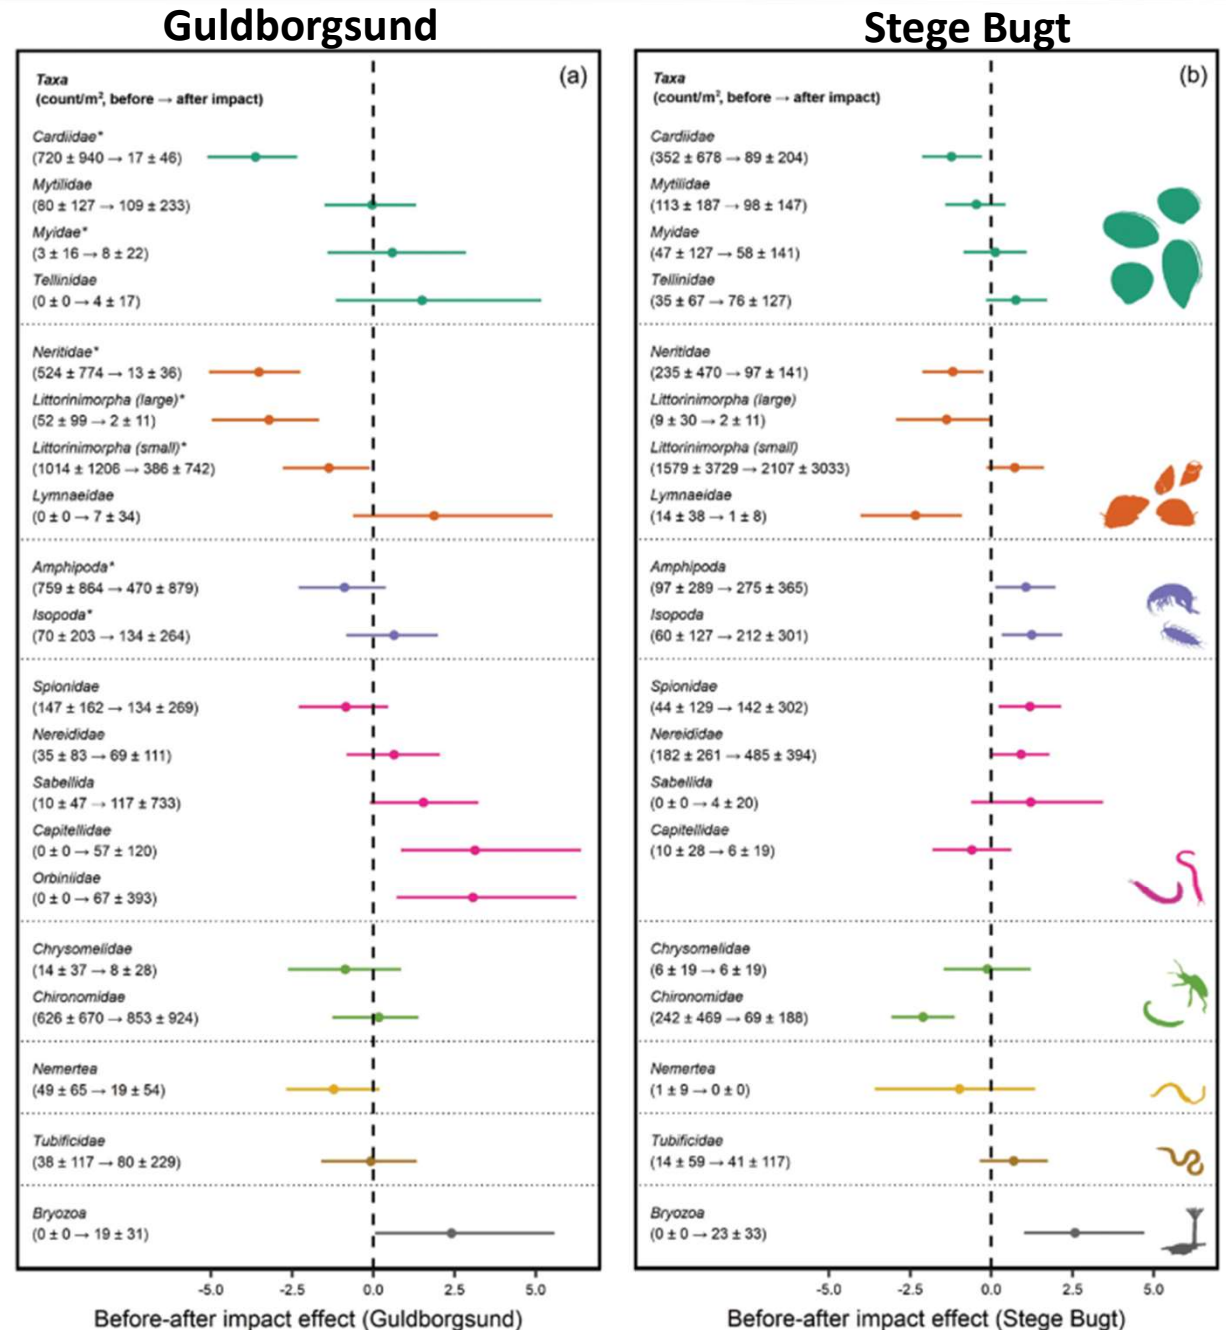 Guldborgsund
Stege Bugt
(a)
Taxa
(count/m², before → after impact)
Cardiidae*
(720 ± 940 → 17 ± 46)
Mytilidae
(80 ± 127 → 109 ± 233)
Myidae*
(3 ± 16 → 8 ± 22)
Tellinidae
(0 ± 0 → 4 ± 17)
Neritidae*
(524 ± 774 → 13 ± 36)
Littorinimorpha (large)*
(52 ± 99 → 2 ± 11)
Littorinimorpha (small)*
(1014 ± 1206 → 386 ± 742)
Lymnaeidae
(0 ± 0 → 7 ± 34)
Amphipoda*
(759 ± 864 → 470 ± 879)
Isopoda*
(70 ± 203 → 134 ± 264)
Spionidae
(147 ± 162 → 134 ± 269)
Nereididae
(35 ± 83 → 69 ± 111)
Sabellida
(10 ± 47 → 117 ± 733)
Capitellidae
(0 ± 0 → 57 ± 120)
Orbiniidae
(0 ± 0 → 67 ± 393)
Chrysomelidae
(14 ± 37 → 8 ± 28)
Chironomidae
(626 ± 670 → 853 ± 924)
Nemertea
(49 ± 65 → 19 ± 54)
Tubificidae
(38 ± 117 → 80 ± 229)
Bryozoa
(0 ± 0 → 19 ± 31)
-5.0 -2.5 0.0 2.5 5.0
Before-after impact effect (Guldborgsund)
(b)
Taxa
(count/m², before → after impact)
Cardiidae
(352 ± 678 → 89 ± 204)
Mytilidae
(113 ± 187 → 98 ± 147)
Myidae
(47 ± 127 → 58 ± 141)
Tellinidae
(35 ± 67 → 76 ± 127)
Neritidae
(235 ± 470 → 97 ± 141)
Littorinimorpha (large)
(9 ± 30 → 2 ± 11)
Littorinimorpha (small)
(1579 ± 3729 → 2107 ± 3033)
Lymnaeidae
(14 ± 38 → 1 ± 8)
Amphipoda
(97 ± 289 → 275 ± 365)
Isopoda
(60 ± 127 → 212 ± 301)
Spionidae
(44 ± 129 → 142 ± 302)
Nereididae
(182 ± 261 → 485 ± 394)
Sabellida
(0 ± 0 → 4 ± 20)
Capitellidae
(10 ± 28 → 6 ± 19)
Chrysomelidae
(6 ± 19 → 6 ± 19)
Chironomidae
(242 ± 469 → 69 ± 188)
Nemertea
(1 ± 9 → 0 ± 0)
Tubificidae
(14 ± 59 → 41 ± 117)
Bryozoa
(0 ± 0 → 23 ± 33)
-5.0 -2.5 0.0 2.5 5.0
Before-after impact effect (Stege Bugt)